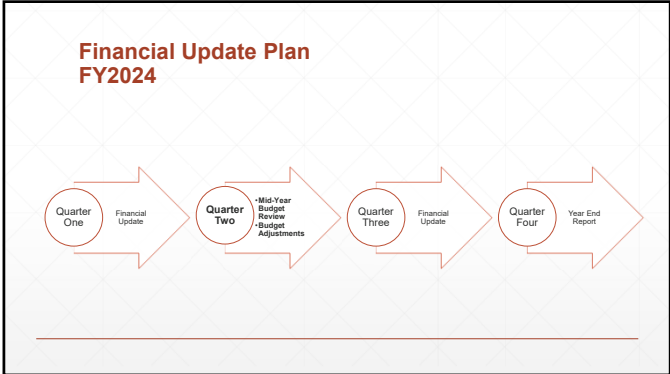 Financial Update Plan
FY2024
Quarter
One
Financial
Update
Quarter
Two
•Mid-Year
Budget
Review
•Budget
Adjustments
Quarter
Three
Financial
Update
Quarter
Four
Year End
Report